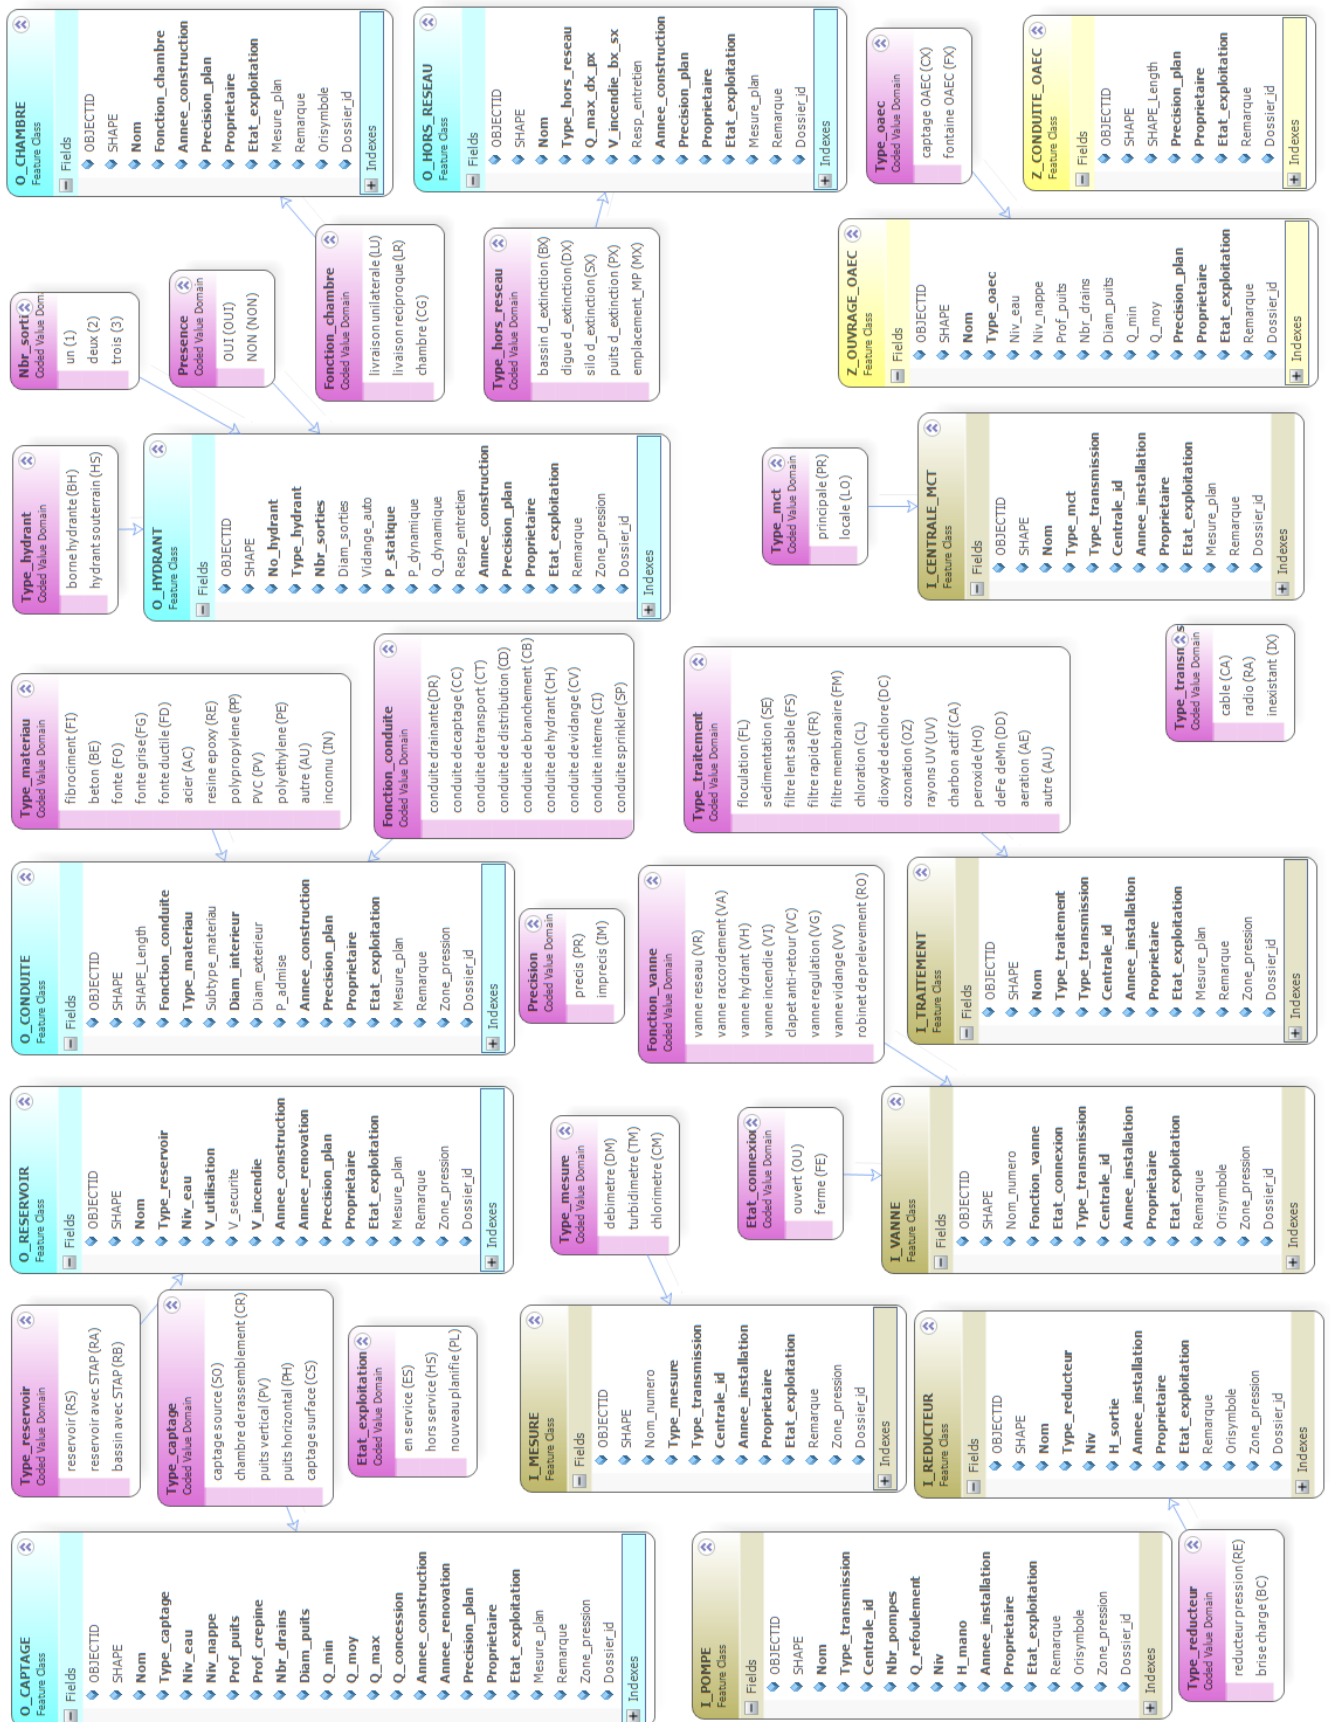 O_CAPTAGE
Feature Class
Fields
OBJECTID
SHAPE
Nom
Type_captage
Niv_eau
Niv_nappe
Prof_puits
Prof_crepine
Nbr_drains
Diam_puits
Q_min
Q_moy
Q_max
Q_concession
Annee_construction
Annee_renovation
Precision_plan
Proprietaire
Etat_exploitation
Mesure_plan
Remarque
Zone_pression
Dossier_id
Indexes
Type_reservoir
Coded Value Domain
reservoir (RS)
reservoir avec STAP (RA)
bassin avec STAP (RB)
Type_captage
Coded Value Domain
captage source (SO)
chambre de rassemblement (CR)
puits vertical (PV)
puits horizontal (PH)
captage surface (CS)
Etat_exploitation
Coded Value Domain
en service (ES)
hors service (HS)
nouveau planifie (PL)
O_RESERVOIR
Feature Class
Fields
OBJECTID
SHAPE
Nom
Type_reservoir
Niv_eau
V_utilisation
V_securite
V_incendie
Annee_construction
Annee_renovation
Precision_plan
Proprietaire
Etat_exploitation
Mesure_plan
Remarque
Zone_pression
Dossier_id
Indexes
O_CONDUITE
Feature Class
Fields
OBJECTID
SHAPE
SHAPE_Length
Fonction_conduite
Type_materiau
Subtype_materiau
Diam_interieur
Diam_exterieur
P_admise
Annee_construction
Precision_plan
Proprietaire
Etat_exploitation
Mesure_plan
Remarque
Zone_pression
Dossier_id
Indexes
Type_materiau
Coded Value Domain
fibrociment (FI)
beton (BE)
fonte (FO)
fonte grise (FG)
fonte ductile (FD)
acier (AC)
resine epoxy (RE)
polypropylene (PP)
PVC (PV)
polyethylene (PE)
autre (AU)
inconnu (IN)
Fonction_conduite
Coded Value Domain
conduite drainante (DR)
conduite de captage (CC)
conduite de transport (CT)
conduite de distribution (CD)
conduite de branchement (CB)
conduite de hydrant (CH)
conduite de vidange (CV)
conduite interne (CI)
conduite sprinkler (SP)
Type_hydrant
Coded Value Domain
borne hydrante (BH)
hydrant souterrain (HS)
O_HYDRANT
Feature Class
Fields
OBJECTID
SHAPE
No_hydrant
Type_hydrant
Nbr_sorties
Diam_sorties
Vidange_auto
P_statique
P_dynamique
Q_dynamique
Resp_entretien
Annee_construction
Precision_plan
Proprietaire
Etat_exploitation
Remarque
Zone_pression
Dossier_id
Indexes
Nbr_sorti
Coded Value Dom
un (1)
deux (2)
trois (3)
Presence
Coded Value Domain
OUI (OUI)
NON (NON)
Fonction_chambre
Coded Value Domain
livraison unilaterale (LU)
livaison reciproque (LR)
chambre (CG)
Type_hors_reseau
Coded Value Domain
bassin d_extinction (BX)
digue d_extinction (DX)
silo d_extinction (SX)
puits d_extinction (PX)
emplacement_MP (MX)
O_CHAMBRE
Feature Class
Fields
OBJECTID
SHAPE
Nom
Fonction_chambre
Annee_construction
Precision_plan
Proprietaire
Etat_exploitation
Mesure_plan
Remarque
Orisymbole
Dossier_id
Indexes
O_HORS_RESEAU
Feature Class
Fields
OBJECTID
SHAPE
Nom
Type_hors_reseau
Q_max_dx_px
V_incendie_bx_sx
Resp_entretien
Annee_construction
Precision_plan
Proprietaire
Etat_exploitation
Mesure_plan
Remarque
Dossier_id
Indexes
I_POMPE
Feature Class
Fields
OBJECTID
SHAPE
Nom
Type_transmission
Centrale_id
Nbr_pompes
Q_refoulement
Niv
H_mano
Annee_installation
Proprietaire
Etat_exploitation
Remarque
Orisymbole
Zone_pression
Dossier_id
Indexes
Type_reducteur
Coded Value Domain
reducteur pression (RE)
brise charge (BC)
I_MESURE
Feature Class
Fields
OBJECTID
SHAPE
Nom_numero
Type_mesure
Type_transmission
Centrale_id
Annee_installation
Proprietaire
Etat_exploitation
Remarque
Zone_pression
Dossier_id
Indexes
I_REDUCTEUR
Feature Class
Fields
OBJECTID
SHAPE
Nom
Type_reducteur
Niv
H_sortie
Annee_installation
Proprietaire
Etat_exploitation
Remarque
Orisymbole
Zone_pression
Dossier_id
Indexes
Type_mesure
Coded Value Domain
debimetre (DM)
turbidimetre (TM)
chlorimetre (CM)
Etat_connexion
Coded Value Domain
ouvert (OU)
ferme (FE)
I_VANNE
Feature Class
Fields
OBJECTID
SHAPE
Nom_numero
Fonction_vanne
Etat_connexion
Type_transmission
Centrale_id
Annee_installation
Proprietaire
Etat_exploitation
Remarque
Orisymbole
Zone_pression
Dossier_id
Indexes
Precision
Coded Value Domain
precis (PR)
imprecis (IM)
Fonction_vanne
Coded Value Domain
vanne reseau (VR)
vanne raccordement (VA)
vanne hydrant (VH)
vanne incendie (VI)
clapet anti-retour (VC)
vanne regulation (VG)
vanne vidange (VV)
robinet de prelevement (RO)
I_TRAITEMENT
Feature Class
Fields
OBJECTID
SHAPE
Nom
Type_traitement
Type_transmission
Centrale_id
Annee_installation
Proprietaire
Etat_exploitation
Mesure_plan
Remarque
Zone_pression
Dossier_id
Indexes
Type_traitement
Coded Value Domain
floculation (FL)
sedimentation (SE)
filtre lent sable (FS)
filtre rapide (FR)
filtre membrannaire (FM)
chloration (CL)
dioxyde de chlore (DC)
ozonation (OZ)
rayons UV (UV)
charbon actif (CA)
peroxide (HO)
deFe deMn (DD)
aeration (AE)
autre (AU)
Type_transm
Coded Value Domain
cable (CA)
radio (RA)
inexistant (IX)
Type_mct
Coded Value Domain
principale (PR)
locale (LO)
I_CENTRALE_MCT
Feature Class
Fields
OBJECTID
SHAPE
Nom
Type_mct
Type_transmission
Centrale_id
Annee_installation
Proprietaire
Etat_exploitation
Mesure_plan
Remarque
Dossier_id
Indexes
Z_OUVRAGE_OAEC
Feature Class
Fields
OBJECTID
SHAPE
Nom
Type_oaec
Niv_eau
Niv_nappe
Prof_puits
Nbr_drains
Diam_puits
Q_min
Q_moy
Precision_plan
Proprietaire
Etat_exploitation
Remarque
Dossier_id
Indexes
Type_oaec
Coded Value Domain
captage OAEC (CX)
fontaine OAEC (FX)
Z_CONDUITE_OAEC
Feature Class
Fields
OBJECTID
SHAPE
SHAPE_Length
Precision_plan
Proprietaire
Etat_exploitation
Remarque
Dossier_id
Indexes